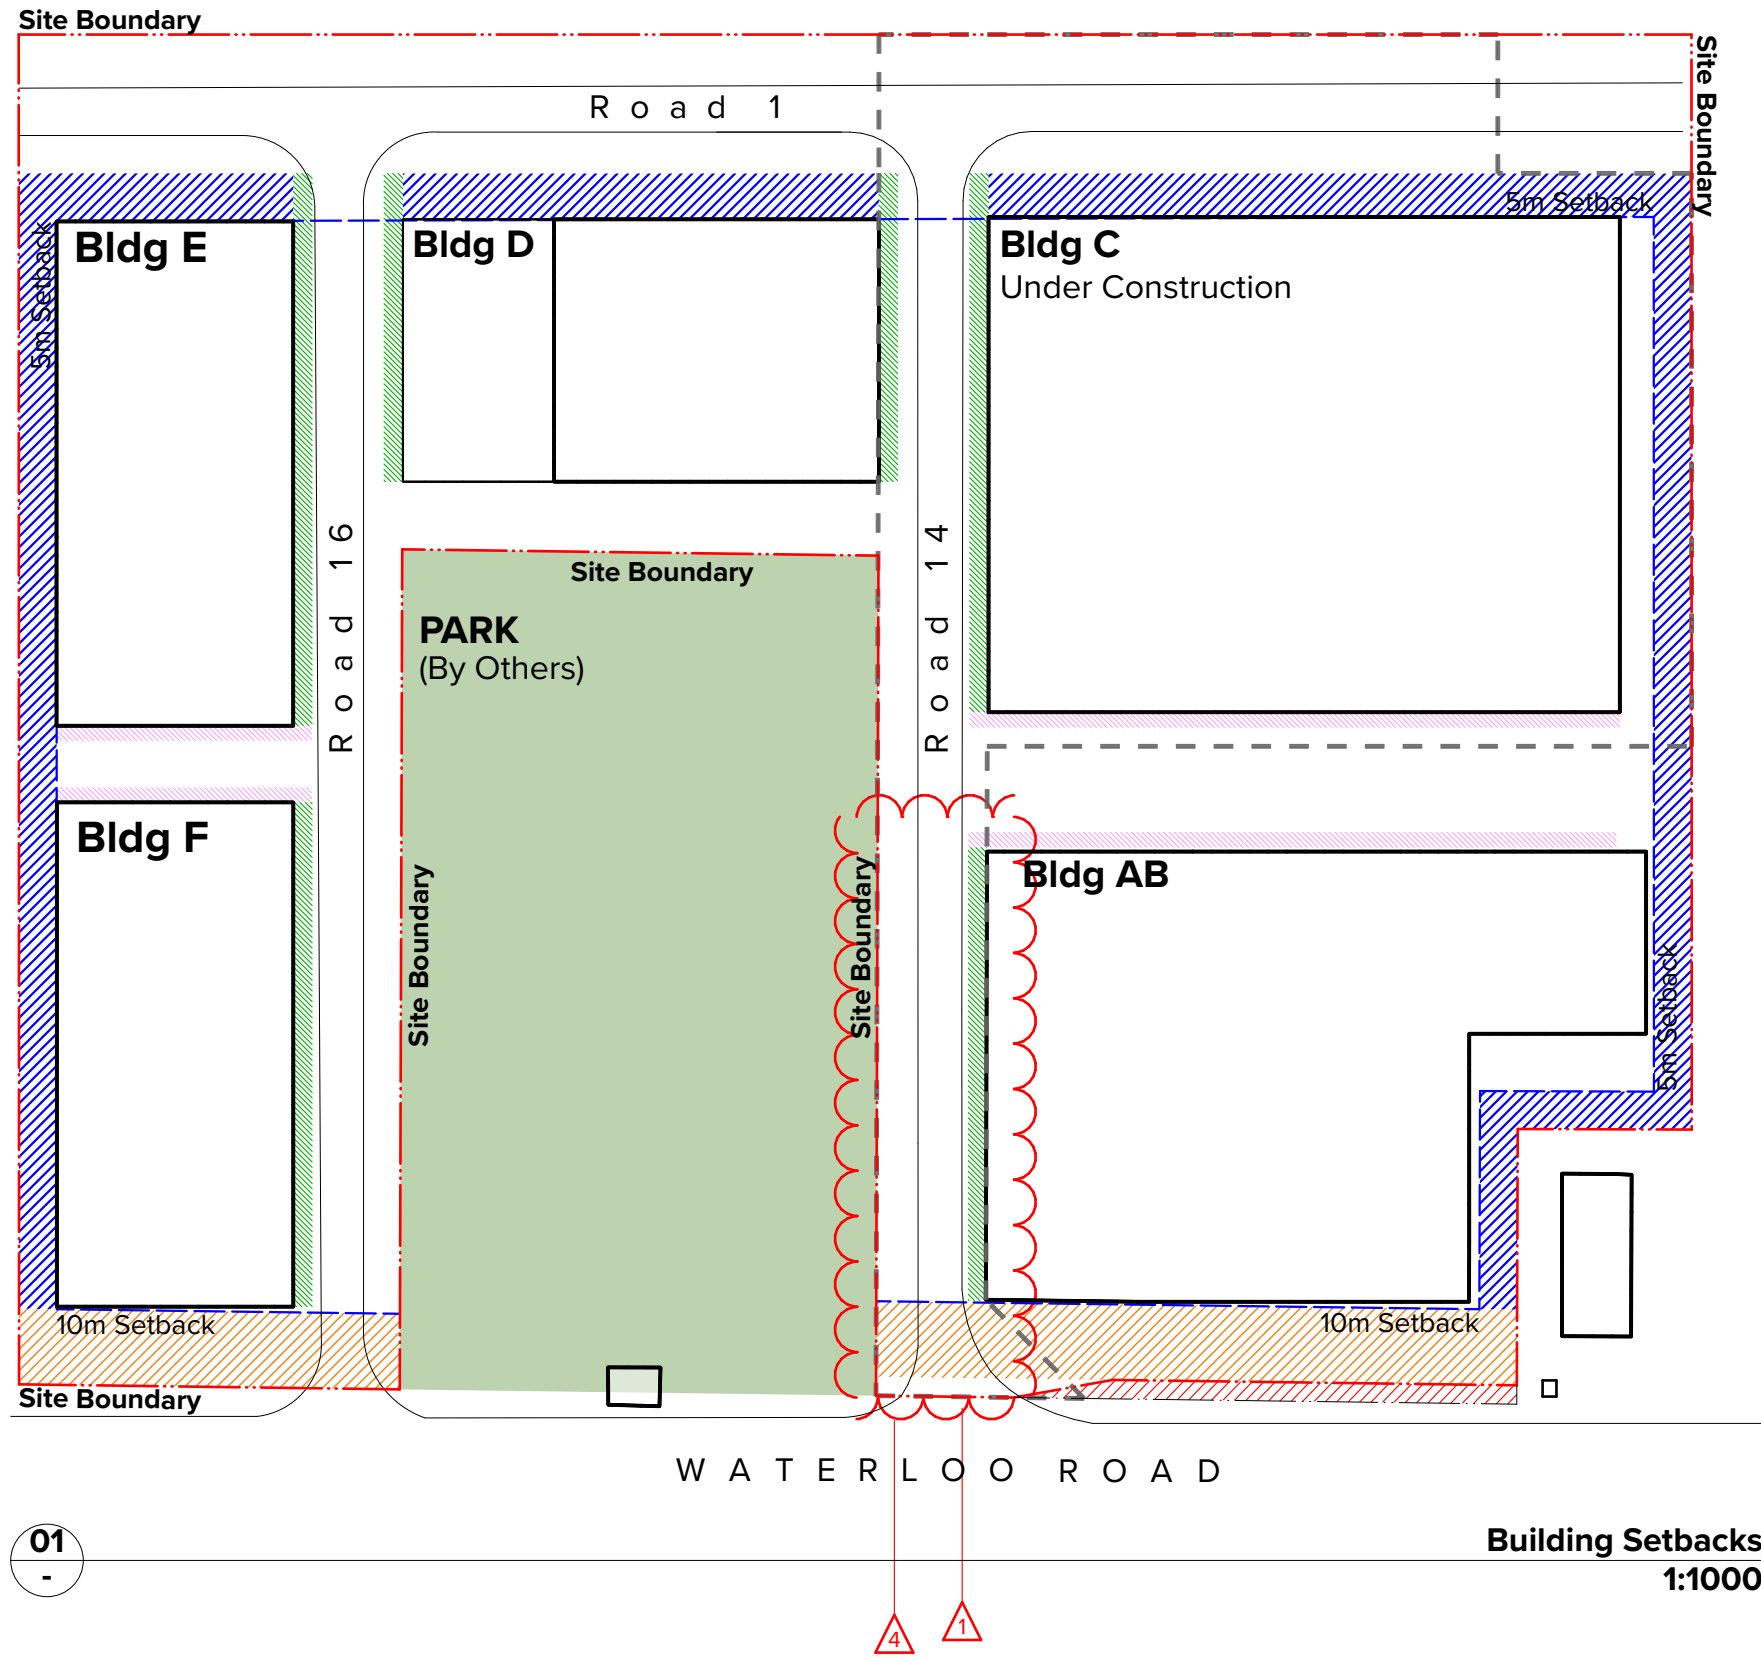 Site Boundary
Site Boundary
Road 1
5m Setback
5m Setback
Bldg E
Bldg D
Bldg C
Under Construction
Road 16
Road 14
Site Boundary
PARK
(By Others)
Bldg F
Site Boundary
Site Boundary
Bldg AB
5m Setback
10m Setback
10m Setback
Site Boundary
WATERLOO ROAD
01
-
Building Setbacks
1:1000
4
1